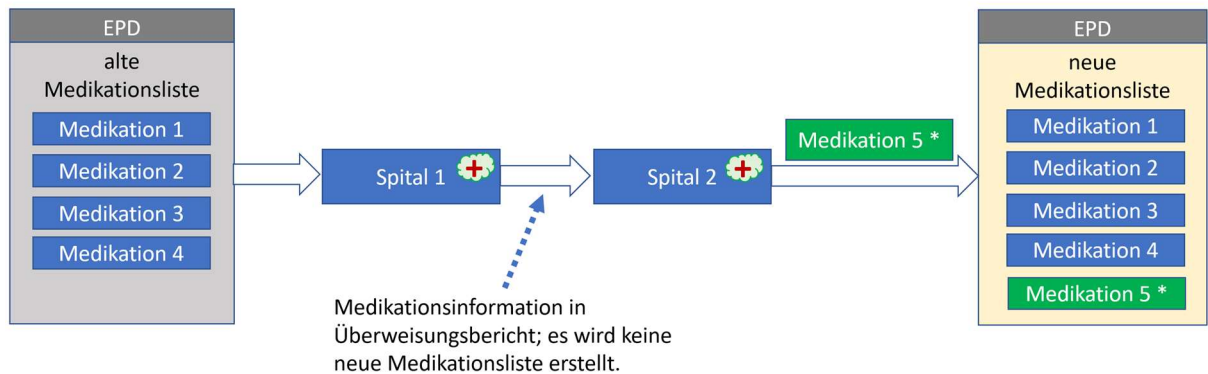 EPD
alte
Medikationsliste
Medikation 1
Medikation 2
Medikation 3
Medikation 4
Spital 1
Spital 2
Medikation 5 *
Medikationsinformation in
Überweisungsbericht; es wird keine
neue Medikationsliste erstellt.
EPD
neue
Medikationsliste
Medikation 1
Medikation 2
Medikation 3
Medikation 4
Medikation 5 *